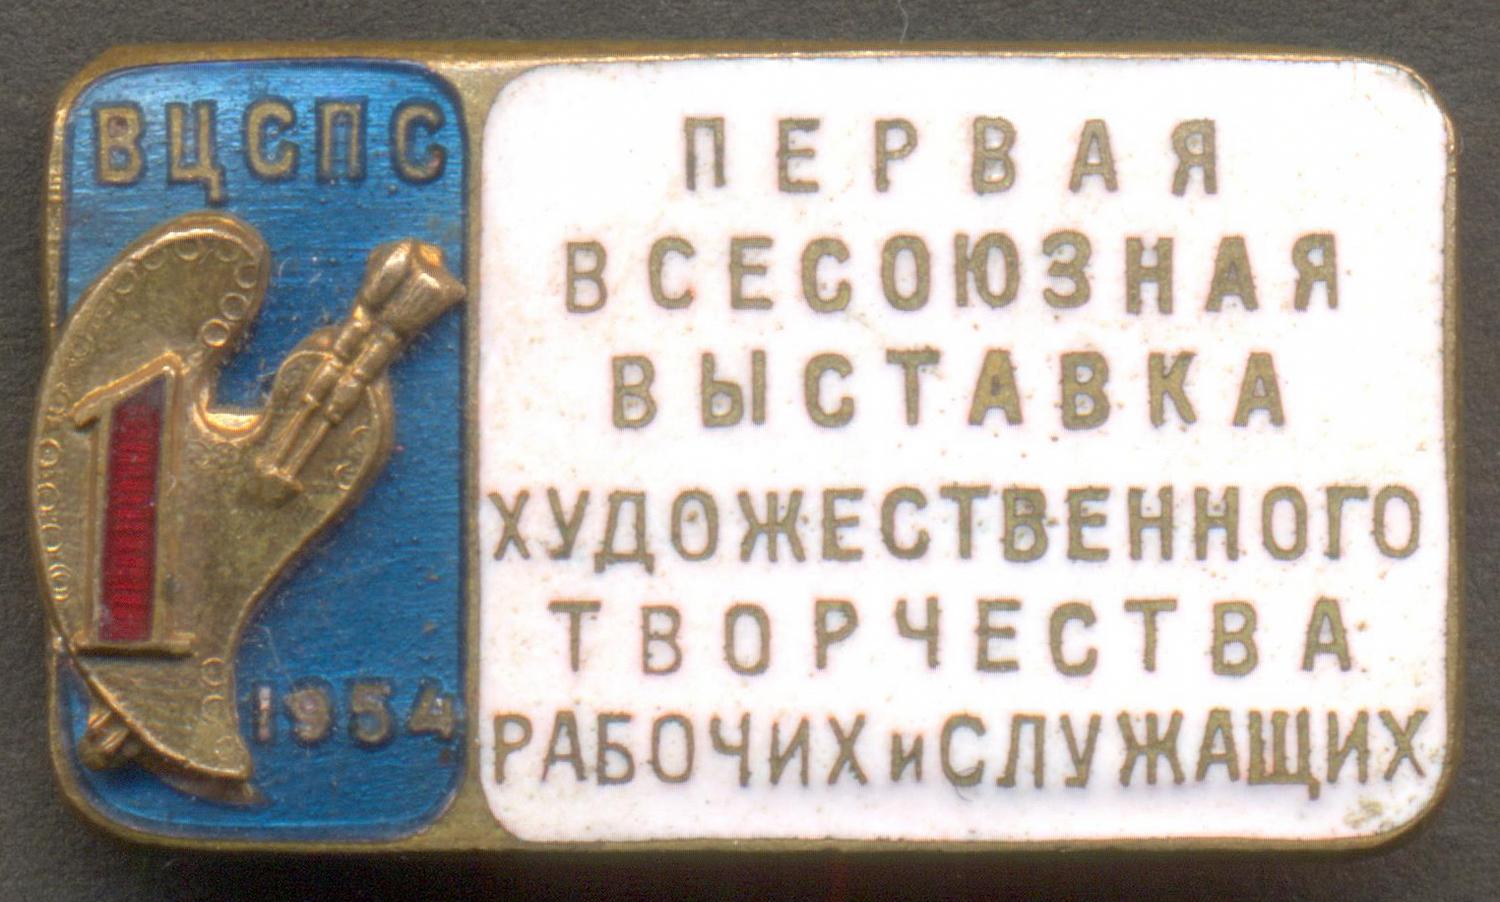 ВЦСПС
1
1954
ПЕРВАЯ
ВСЕСОЮЗНАЯ
ВЫСТАВКА
ХУДОЖЕСТВЕННОГО
ТВОРЧЕСТВА
РАБОЧИХ и СЛУЖАЩИХ